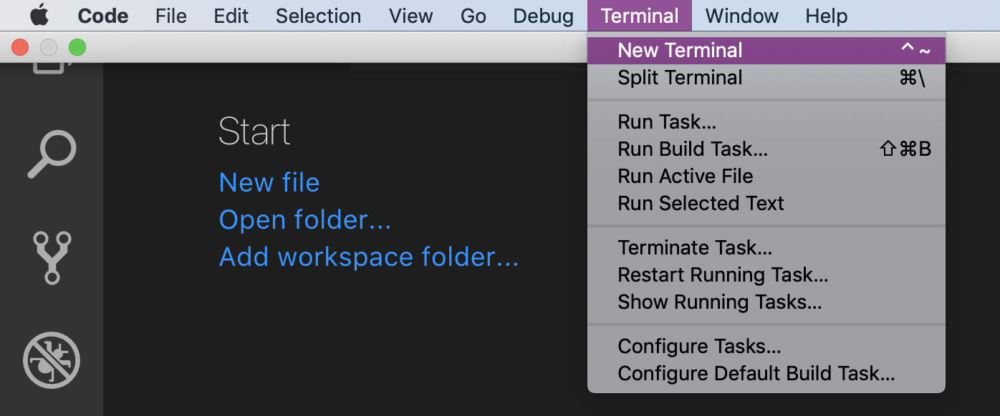 Code File Edit Selection View Go Debug Terminal Window Help
New Terminal ^ ~
Split Terminal ⌘\
Run Task...
Run Build Task... ⇧⌘B
Run Active File
Run Selected Text
Terminate Task...
Restart Running Task...
Show Running Tasks...
Configure Tasks...
Configure Default Build Task...
Start
New file
Open folder...
Add workspace folder...